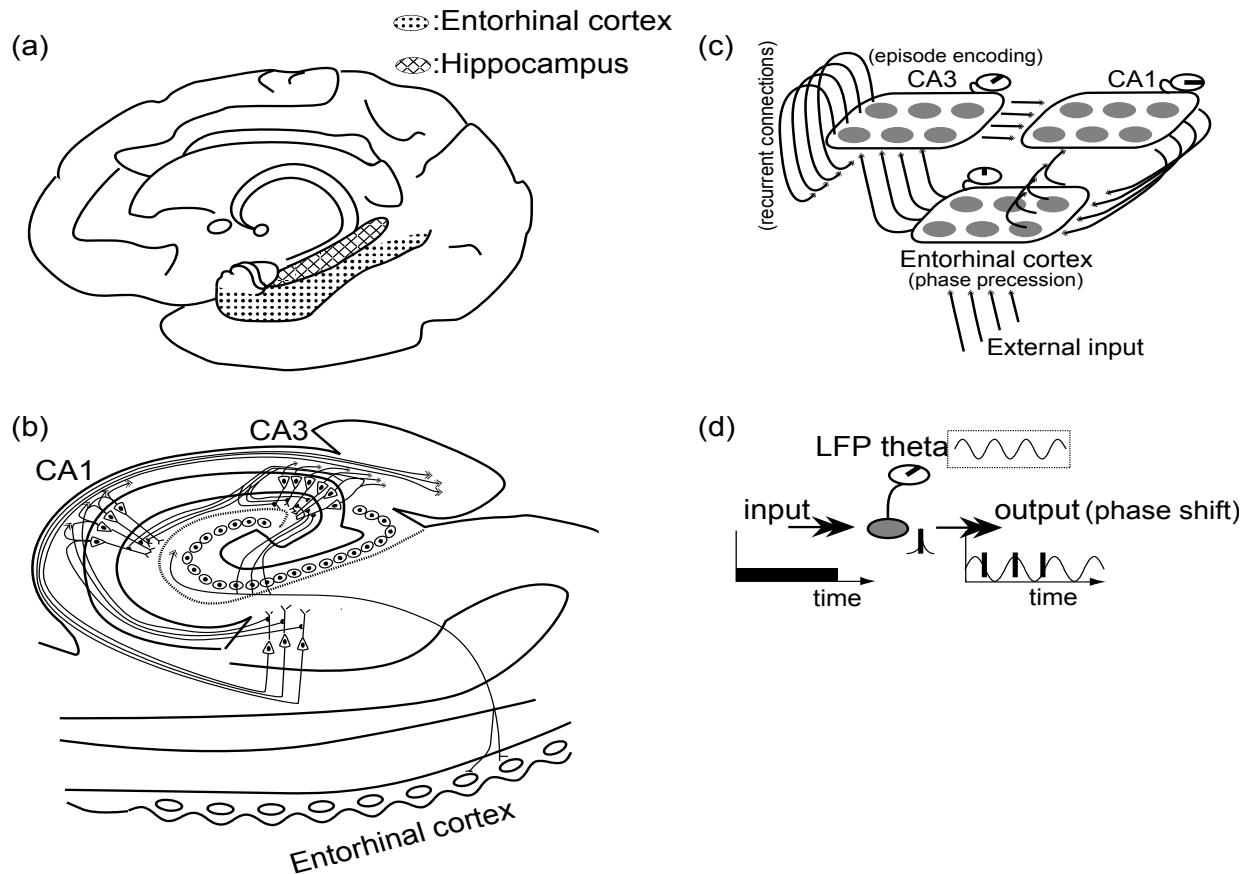 (a)
:Entorhinal cortex
:Hippocampus
(b)
CA3
CA1
Entorhinal cortex
(c)
(recurrent connections)
(episode encoding)
CA3
CA1
Entorhinal cortex
(phase precession)
External input
(d)
LFP theta
input
output (phase shift)
time
time